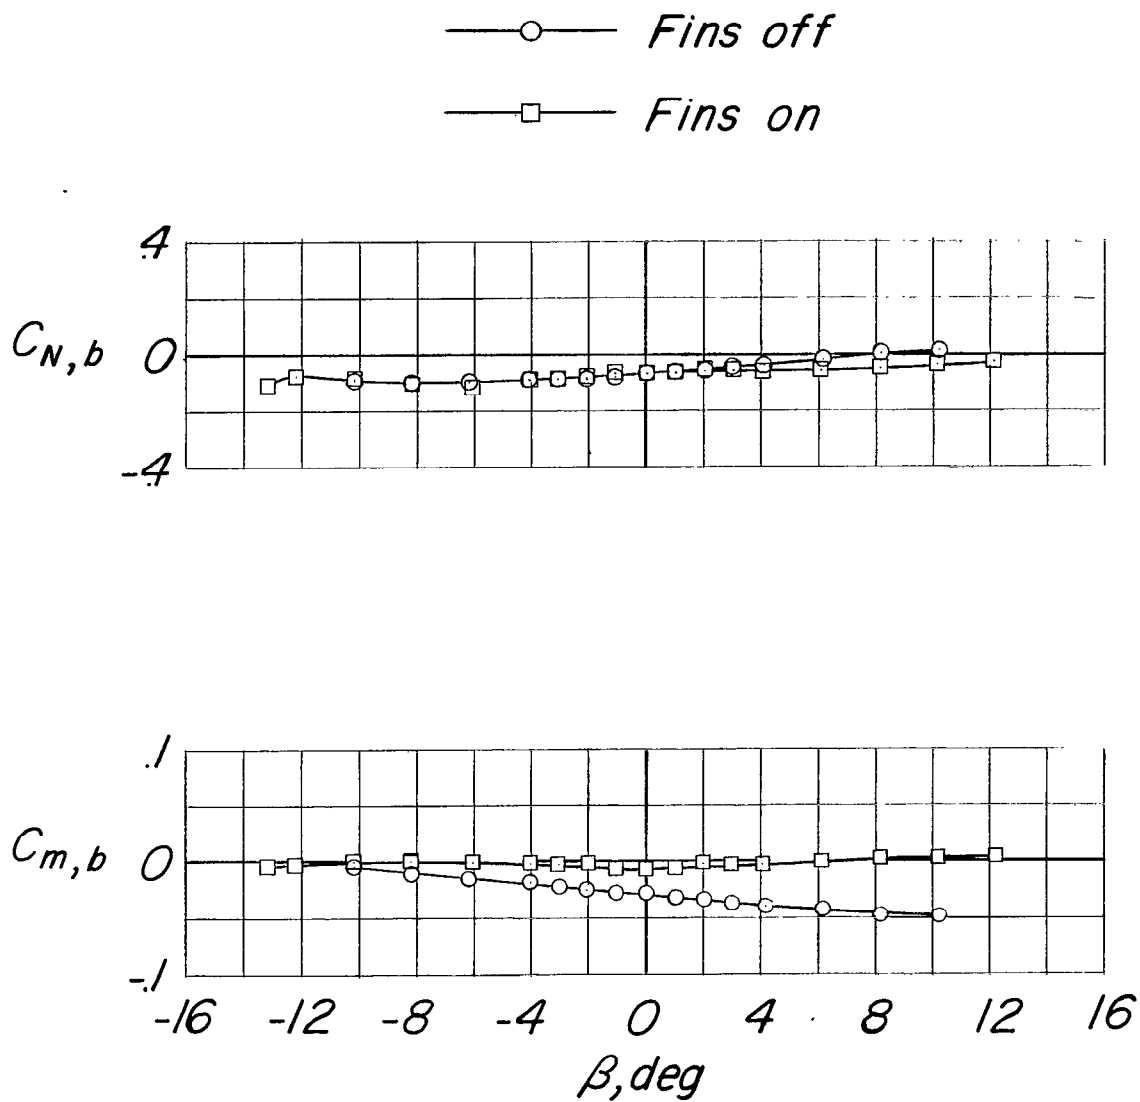 Fins off
Fins on
.4
C_N,b 0
-.4
.1
C_m,b 0
-.1
-16 -12 -8 -4 0 4 8 12 16
β, deg